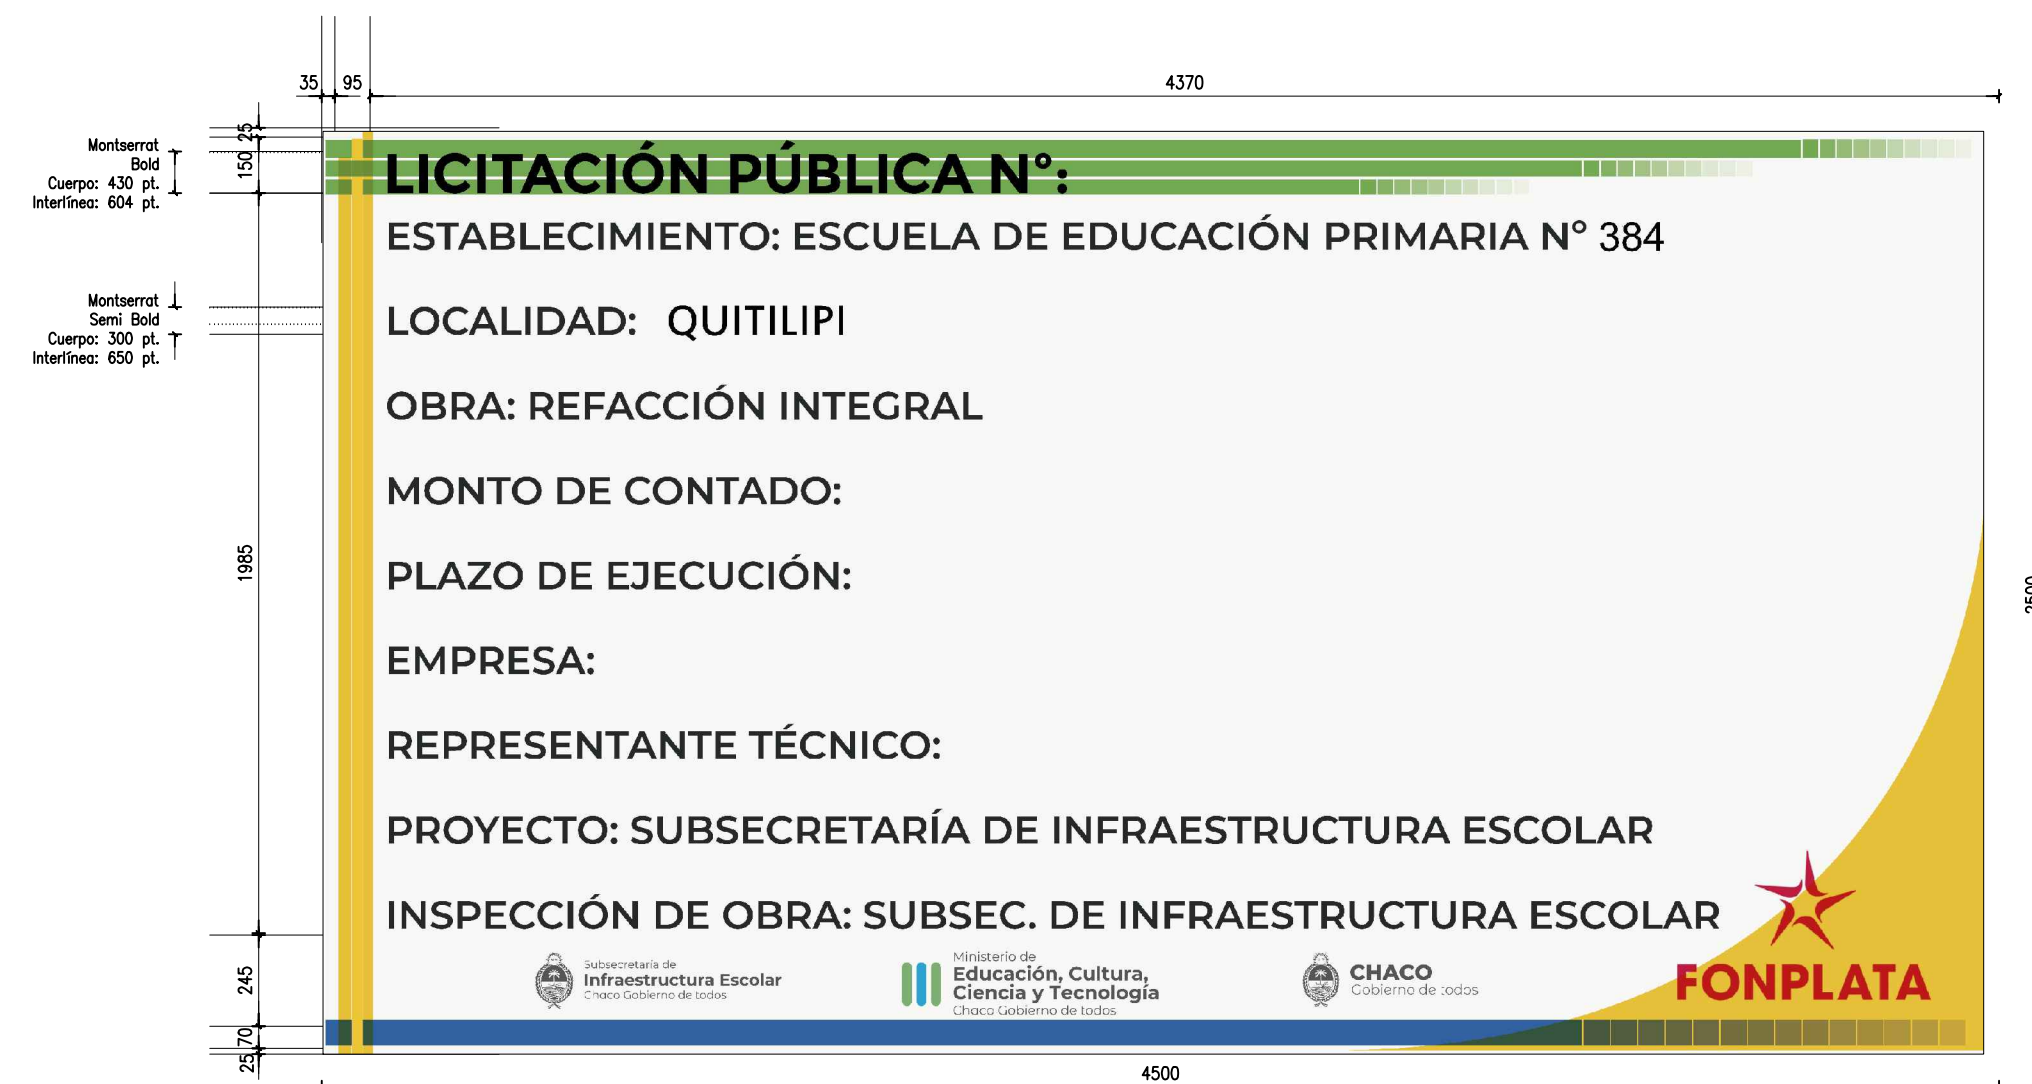 35 95 4370
25
150
Montserrat
Bold
Cuerpo: 430 pt.
Interlínea: 604 pt.
LICITACIÓN PÚBLICA N°:
ESTABLECIMIENTO: ESCUELA DE EDUCACIÓN PRIMARIA N° 384
Montserrat
Semi Bold
Cuerpo: 300 pt.
Interlínea: 650 pt.
LOCALIDAD: QUITILIPI
OBRA: REFACCIÓN INTEGRAL
MONTO DE CONTADO:
1985
PLAZO DE EJECUCIÓN:
2500
EMPRESA:
REPRESENTANTE TÉCNICO:
PROYECTO: SUBSECRETARÍA DE INFRAESTRUCTURA ESCOLAR
INSPECCIÓN DE OBRA: SUBSEC. DE INFRAESTRUCTURA ESCOLAR
245
Subsecretaría de
Infraestructura Escolar
Chaco Gobierno de todos
Ministerio de
Educación, Cultura,
Ciencia y Tecnología
Chaco Gobierno de todos
CHACO
Gobierno de todos
FONPLATA
70
25
4500